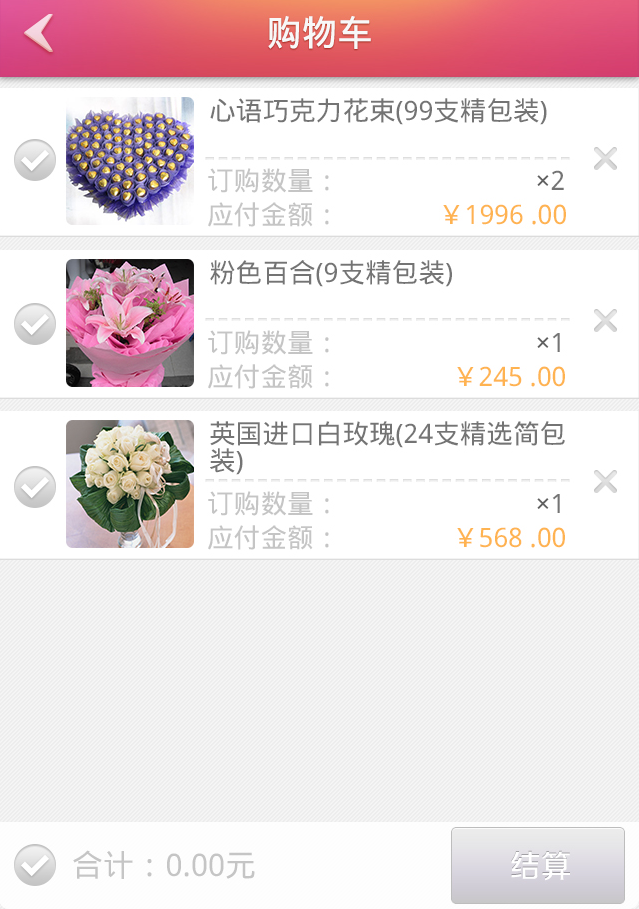 购物车
心语巧克力花束(99支精包装)
订购数量： ×2
应付金额： ￥1996 .00
粉色百合(9支精包装)
订购数量： ×1
应付金额： ￥245 .00
英国进口白玫瑰(24支精选简包
装)
订购数量： ×1
应付金额： ￥568 .00
合计：0.00元 结算